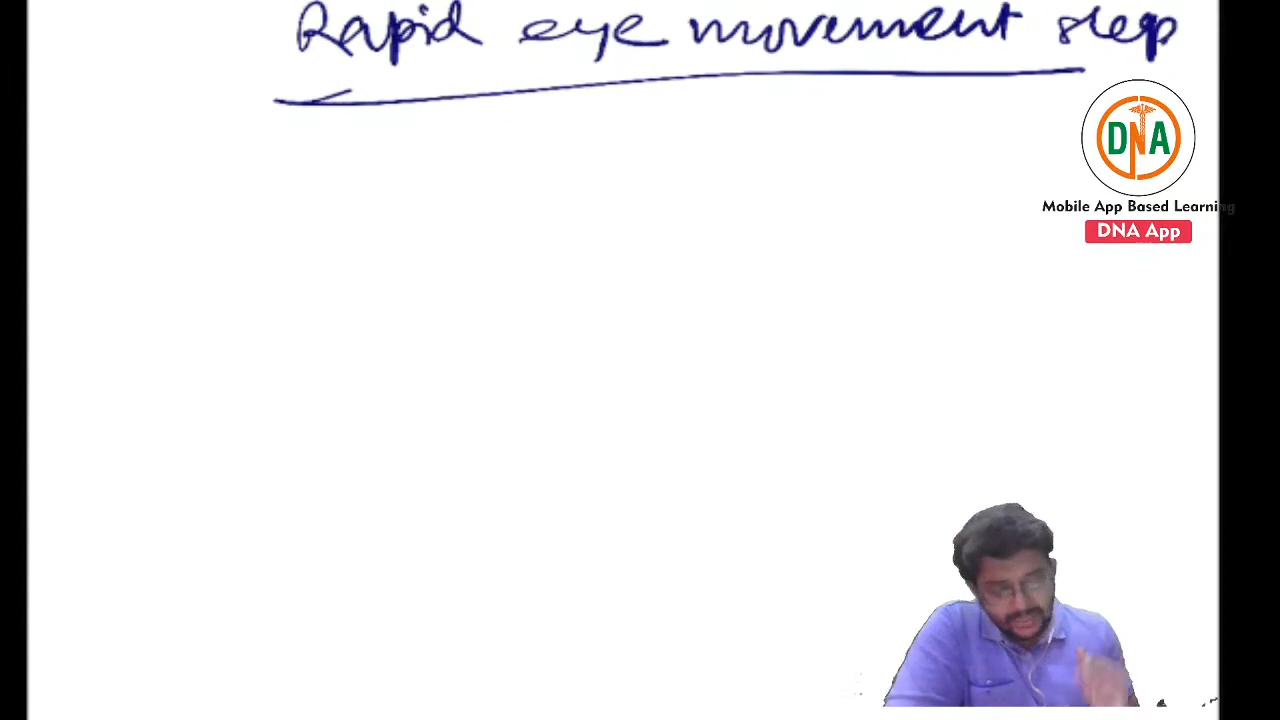 Rapid eye movement sleep
DNA
Mobile App Based Learning
DNA App